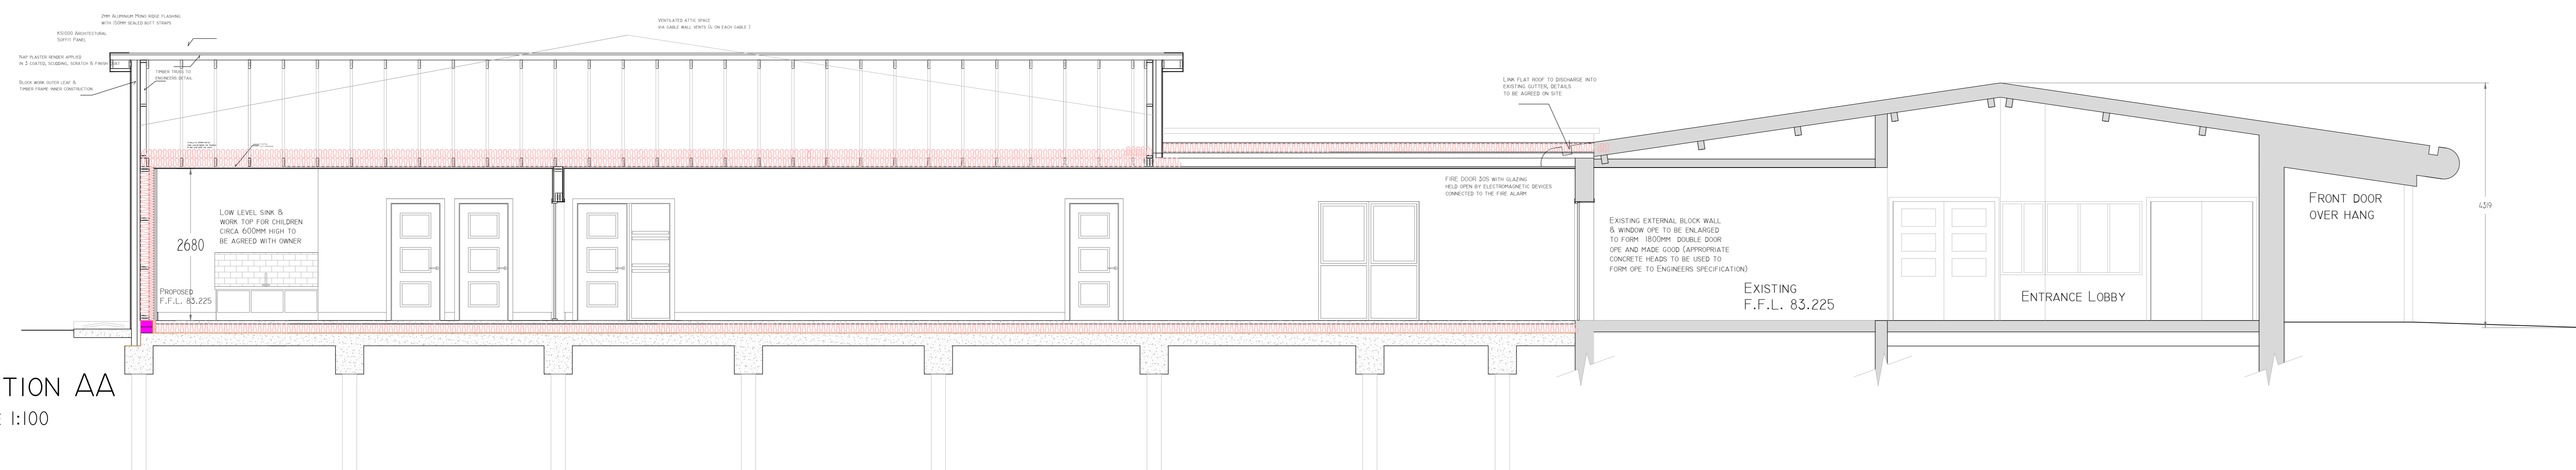 2mm Aluminium Mono Ridge flashing
with 150mm sealed butt straps
KS1000 Architectural
Soffit Panel
Nap plaster render applied
in 3 coated, scudding, scratch & finish coat
Block work outer leaf &
timber frame inner construction
timber truss to
engineers detail
Ventilated attic space
via gable wall vents (4 on each gable )
Link flat roof to discharge into
existing gutter, details
to be agreed on site
4319
Front door
over hang
FIRE DOOR 30S with glazing
held open by electromagnetic devices
connected to the fire alarm
Low level sink &
work top for children
circa 600mm high to
be agreed with owner
2680
Proposed
F.F.L. 83.225
Existing external block wall
& window ope to be enlarged
to form 1800mm double door
ope and made good (appropriate
concrete heads to be used to
form ope to Engineers specification)
Existing
F.F.L. 83.225
Entrance Lobby
TION AA
1:100